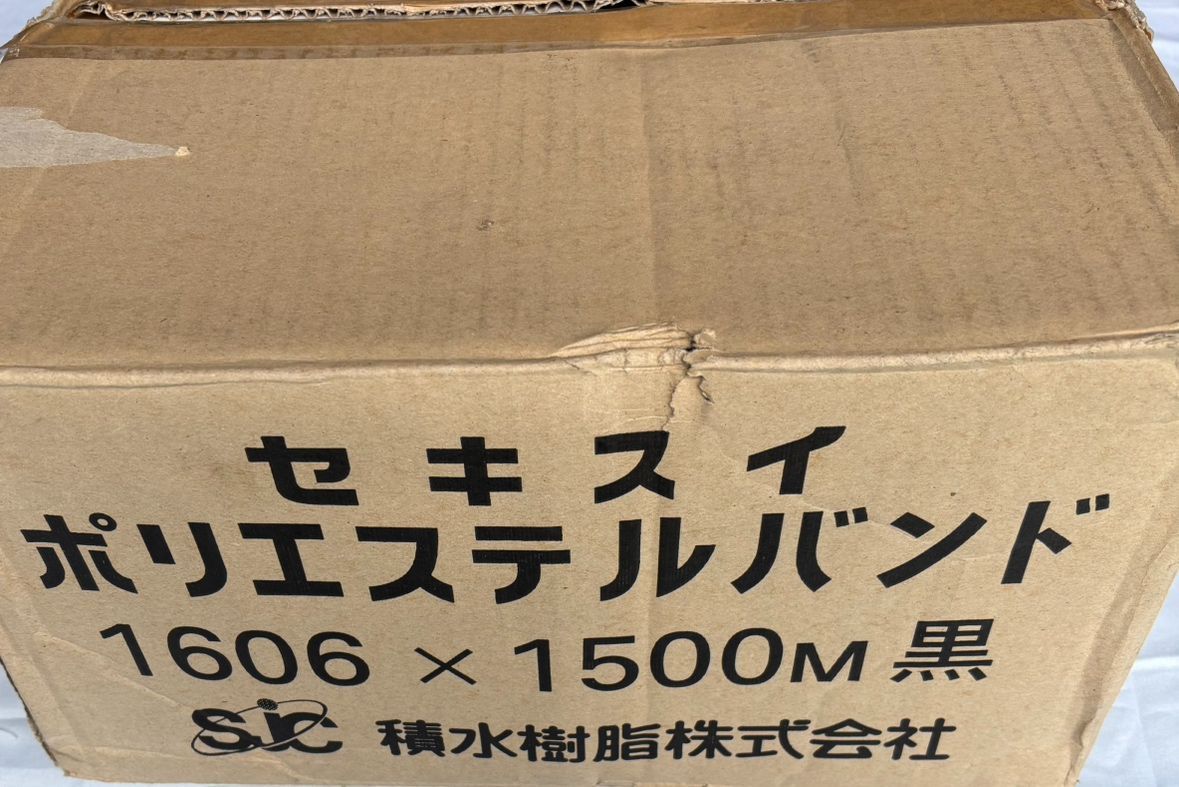 セキスイ
ポリエステルバンド
1606 × 1500M 黒
SJC 積水樹脂株式会社